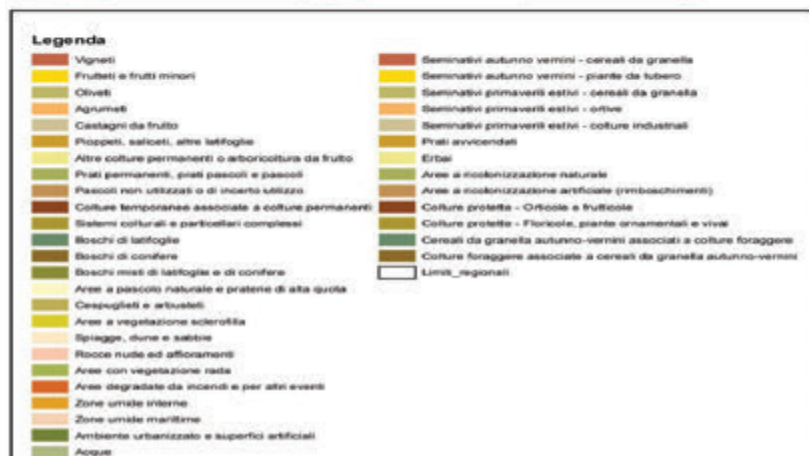 Legenda
Vigneti
Frutteti e frutti minori
Oliveti
Agrumeti
Castagni da frutto
Pioppeti, saliceti, altre latifoglie
Altre colture permanenti o arboricoltura da frutto
Prati permanenti, prati pascoli e pascoli
Pascoli non utilizzati o di incerto utilizzo
Colture temporanee associate a colture permanenti
Sistemi colturali e particellari complessi
Boschi di latifoglie
Boschi di conifere
Boschi misti di latifoglie e di conifere
Aree a pascolo naturale e praterie di alta quota
Cespuglieti e arbusteti
Aree a vegetazione sclerofilla
Spiagge, dune e sabbie
Rocce nude ed affioramenti
Aree con vegetazione rada
Aree degradate da incendi e per altri eventi
Zone umide interne
Zone umide marittime
Ambiente urbanizzato e superfici artificiali
Acque
Seminativi autunno vernini - cereali da granella
Seminativi autunno vernini - piante da tubero
Seminativi primaverili estivi - cereali da granella
Seminativi primaverili estivi - ortive
Seminativi primaverili estivi - colture industriali
Prati avvicendati
Erbai
Aree a ricolonizzazione naturale
Aree a ricolonizzazione artificiale (rimboschimenti)
Colture protette - Orticole e frutticole
Colture protette - Floricole, piante ornamentali e vivai
Cereali da granella autunno-vernini associati a colture foraggere
Colture foraggere associate a cereali da granella autunno-vernini
Limiti_regionali